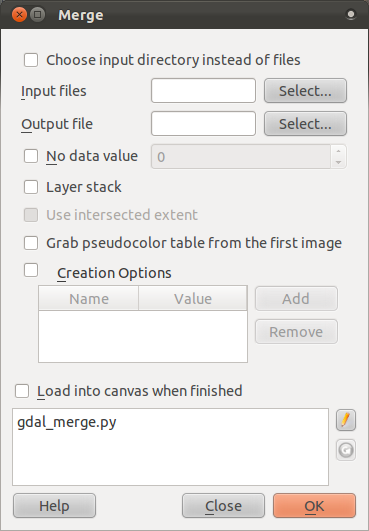 Merge
Choose input directory instead of files
Input files
Select...
Output file
Select...
No data value
0
Layer stack
Use intersected extent
Grab pseudocolor table from the first image
Creation Options
Name
Value
Add
Remove
Load into canvas when finished
gdal_merge.py
Help
Close
OK